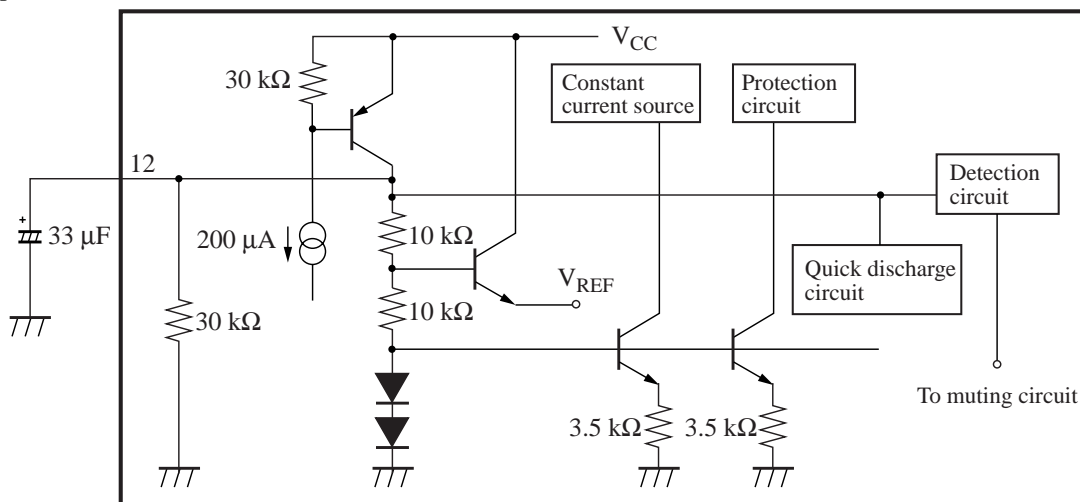 V_CC
30 kΩ
Constant
current source
Protection
circuit
12
Detection
circuit
+
33 μF
200 μA
10 kΩ
Quick discharge
circuit
V_REF
30 kΩ
10 kΩ
To muting circuit
3.5 kΩ
3.5 kΩ